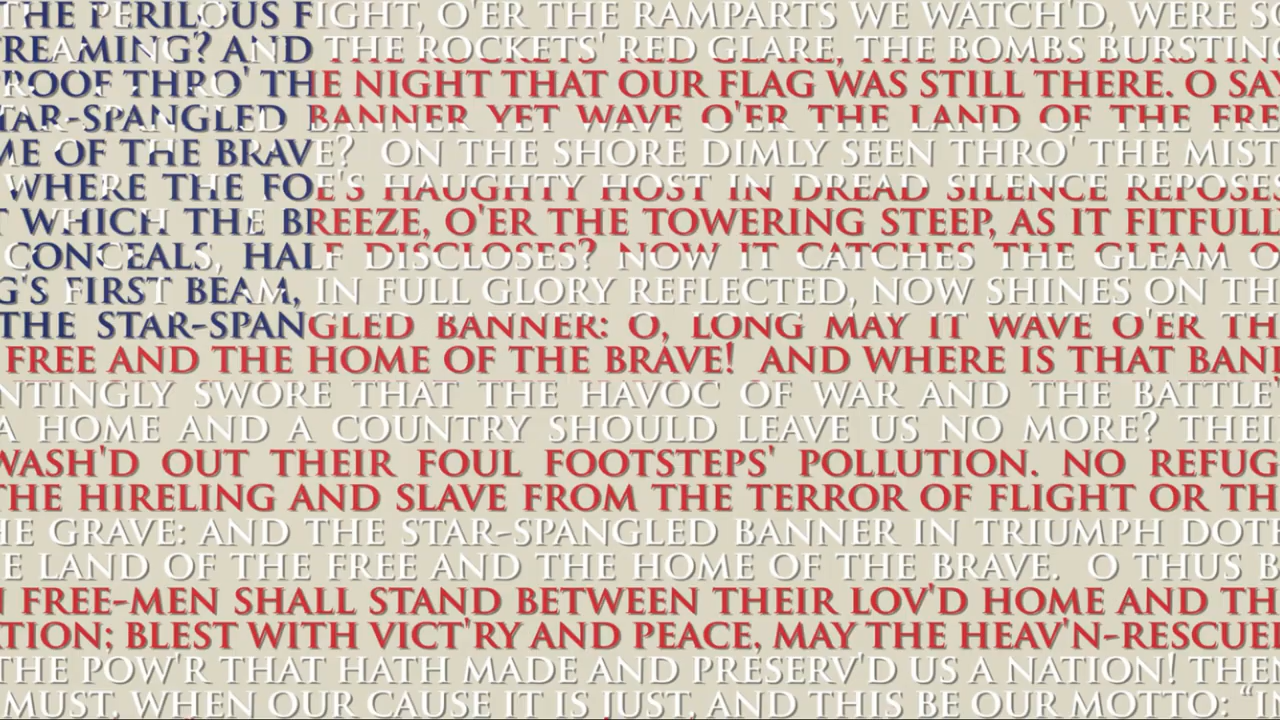 THE PERILOUS FIGHT, O'ER THE RAMPARTS WE WATCH'D, WERE SO
TREAMING? AND THE ROCKETS' RED GLARE, THE BOMBS BURSTING
PROOF THRO' THE NIGHT THAT OUR FLAG WAS STILL THERE. O SAY
TAR-SPANGLED BANNER YET WAVE O'ER THE LAND OF THE FRE
ME OF THE BRAVE? ON THE SHORE DIMLY SEEN THRO' THE MIST
WHERE THE FOE'S HAUGHTY HOST IN DREAD SILENCE REPOSES
T WHICH THE BREEZE, O'ER THE TOWERING STEEP, AS IT FITFULL
CONCEALS, HALF DISCLOSES? NOW IT CATCHES THE GLEAM O
G'S FIRST BEAM, IN FULL GLORY REFLECTED, NOW SHINES ON TH
THE STAR-SPANGLED BANNER: O, LONG MAY IT WAVE O'ER TH
FREE AND THE HOME OF THE BRAVE! AND WHERE IS THAT BAN
NTINGLY SWORE THAT THE HAVOC OF WAR AND THE BATTLE'
A HOME AND A COUNTRY SHOULD LEAVE US NO MORE? THEI
WASH'D OUT THEIR FOUL FOOTSTEPS' POLLUTION. NO REFUG
THE HIRELING AND SLAVE FROM THE TERROR OF FLIGHT OR TH
HE GRAVE: AND THE STAR-SPANGLED BANNER IN TRIUMPH DOTH
E LAND OF THE FREE AND THE HOME OF THE BRAVE. O THUS B
N FREE-MEN SHALL STAND BETWEEN THEIR LOV'D HOME AND TH
TION; BLEST WITH VICT'RY AND PEACE, MAY THE HEAV'N-RESCUE
THE POW'R THAT HATH MADE AND PRESERV'D US A NATION! THEN
MUST, WHEN OUR CAUSE IT IS JUST, AND THIS BE OUR MOTTO: “IN